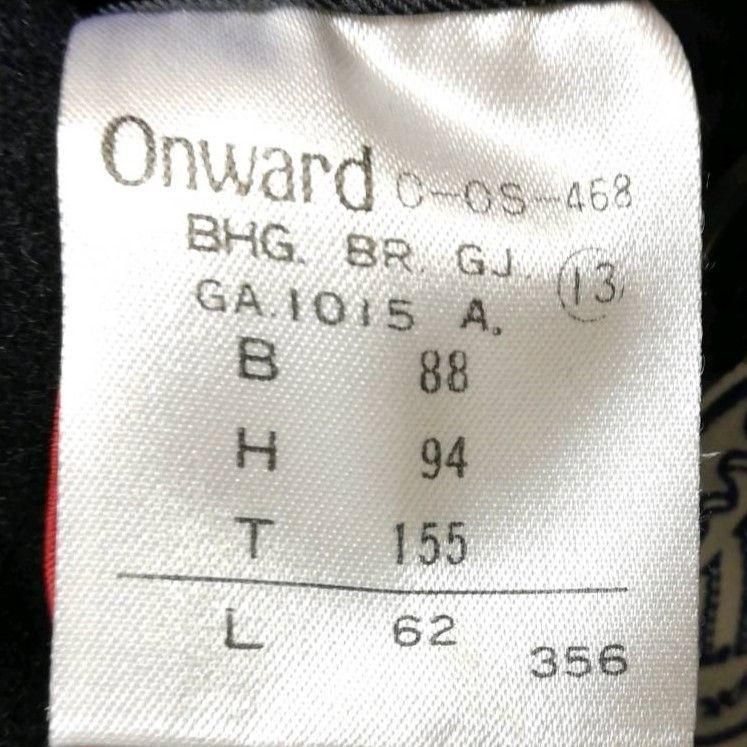 Onward C-OS-468
BHG. BR. GJ. 13
GA.1015 A.
B 88
H 94
T 155
L 62
356